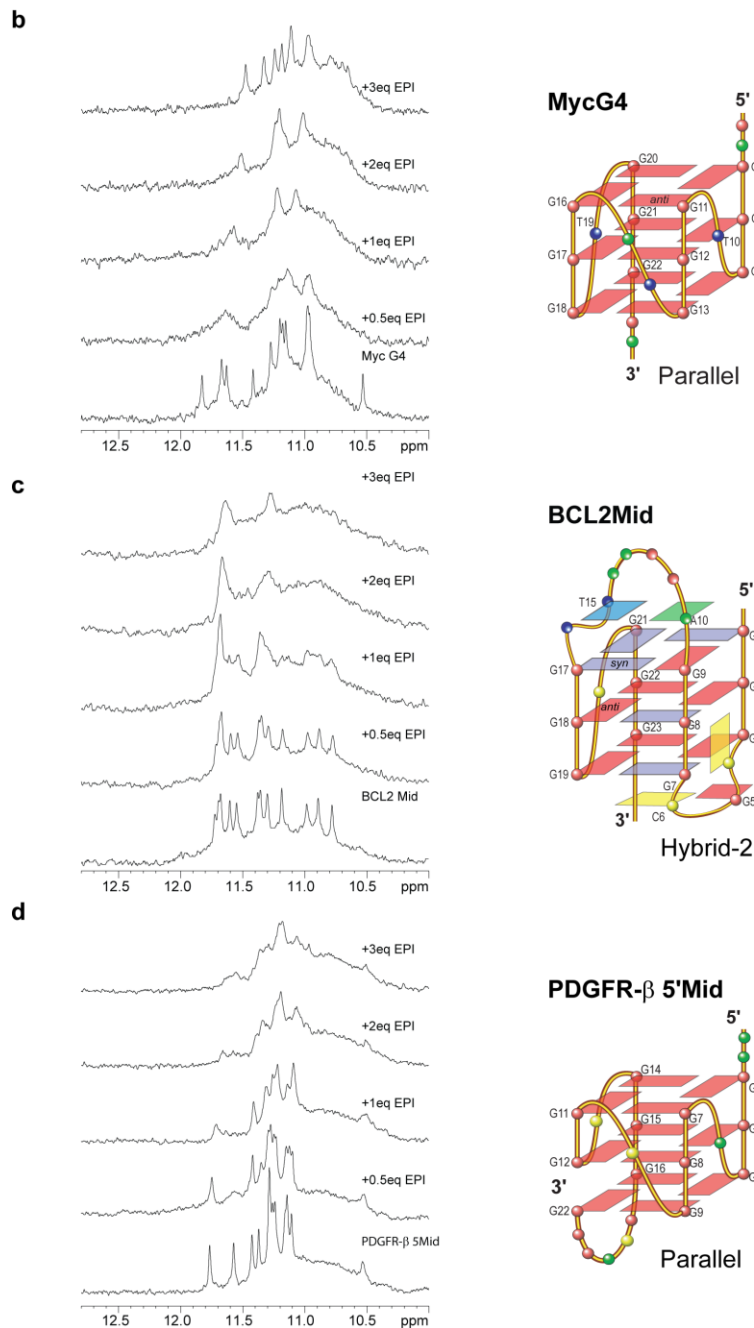 b
+3eq EPI
+2eq EPI
+1eq EPI
+0.5eq EPI
Myc G4
12.5 12.0 11.5 11.0 10.5 ppm
MycG4
5'
G20
G16
anti
G11
G21
T19
T10
G17
G12
G22
G18
G13
3'
Parallel
c
+3eq EPI
+2eq EPI
+1eq EPI
+0.5eq EPI
BCL2 Mid
12.5 12.0 11.5 11.0 10.5 ppm
BCL2Mid
5'
T15
G21
A10
G
syn
G17
G22
G9
G
anti
G18
G23
G8
G
G19
G7
G5
C6
3'
Hybrid-2
d
+3eq EPI
+2eq EPI
+1eq EPI
+0.5eq EPI
PDGFR-β 5Mid
12.5 12.0 11.5 11.0 10.5 ppm
PDGFR-β 5'Mid
5'
G14
G11
G7
G15
G12
G8
G16
3'
G22
G9
Parallel